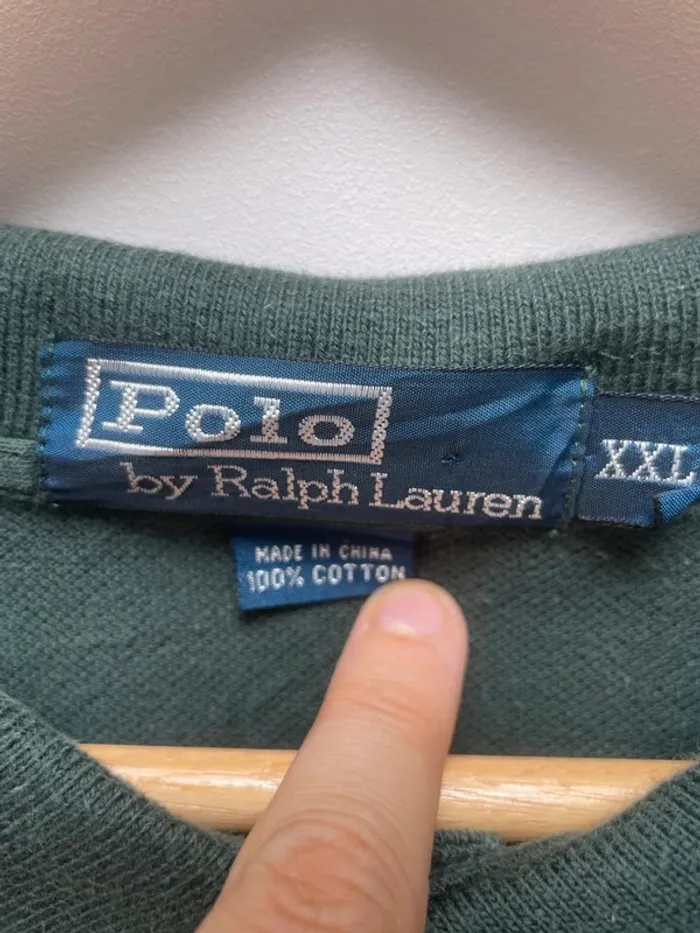 Polo
by Ralph Lauren
XXL
MADE IN CHINA
100% COTTON